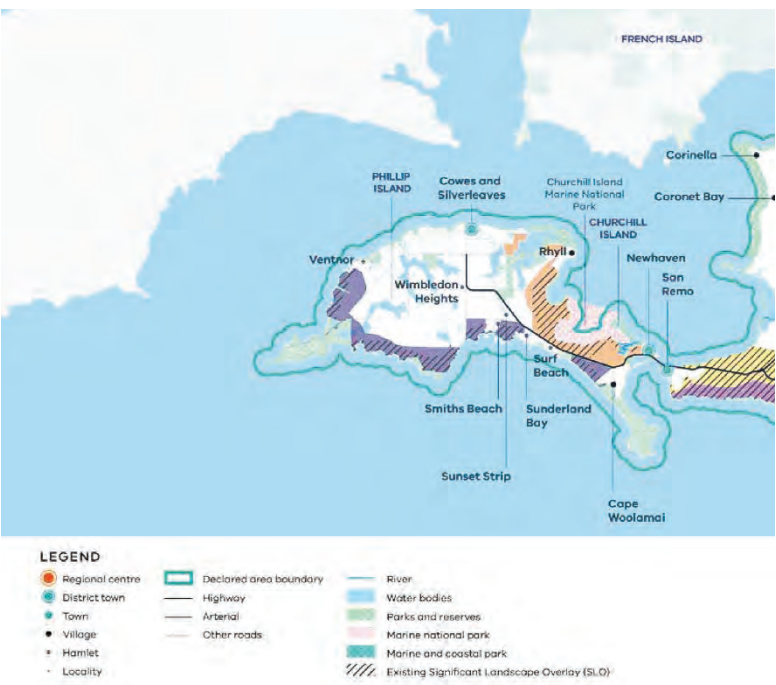 FRENCH ISLAND
Corinella
PHILLIP
ISLAND
Cowes and
Silverleaves
Churchill Island
Marine National
Park
Coronet Bay
CHURCHILL
ISLAND
Ventnor
Rhyll
Newhaven
Wimbledon
Heights
San
Remo
Surf
Beach
Smiths Beach
Sunderland
Bay
Sunset Strip
Cape
Woolamai
LEGEND
Regional centre
District town
Town
Village
Hamlet
Locality
Declared area boundary
Highway
Arterial
Other roads
River
Water bodies
Parks and reserves
Marine national park
Marine and coastal park
Existing Significant Landscape Overlay (SLO)